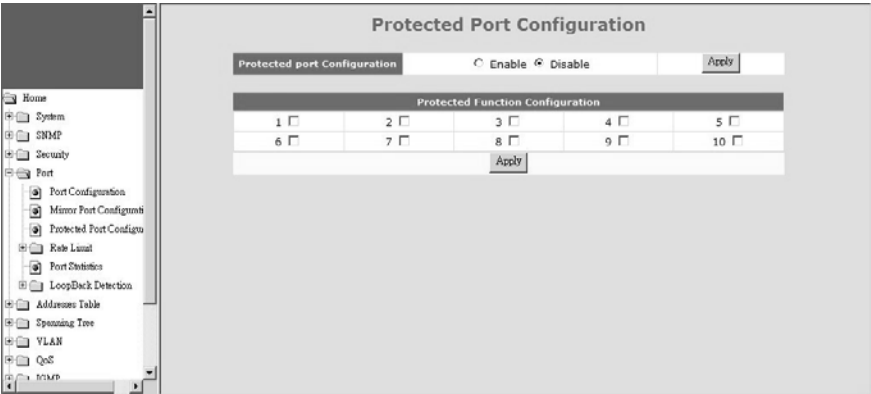 Protected Port Configuration
Protected port Configuration Enable Disable Apply
Protected Function Configuration
1 2 3 4 5
6 7 8 9 10
Apply
Home
System
SNMP
Security
Port
Port Configuration
Mirror Port Configurati
Protected Port Configu
Rate Limit
Port Statistics
LoopBack Detection
Addresses Table
Spanning Tree
VLAN
QoS
IGMP